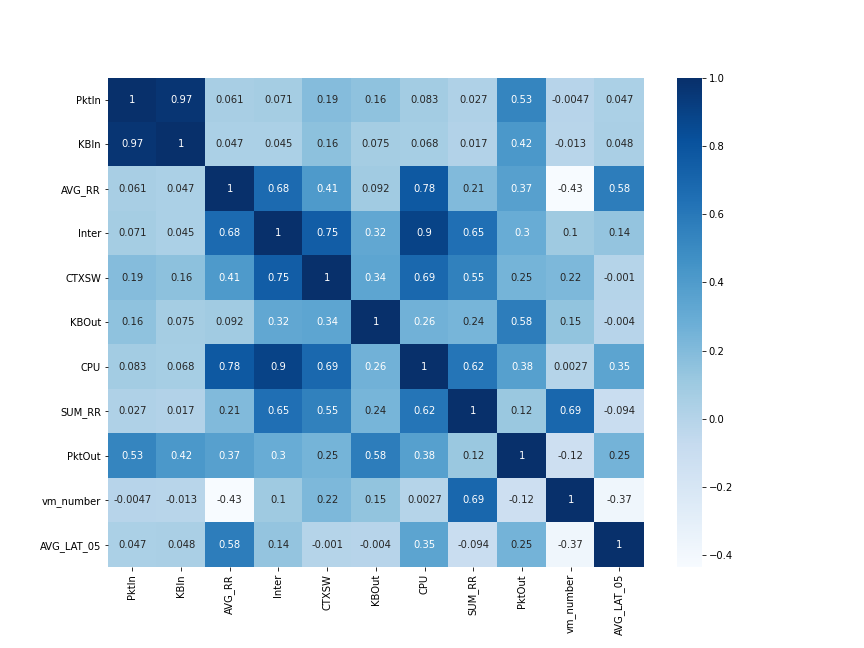 PktIn 1 0.97 0.061 0.071 0.19 0.16 0.083 0.027 0.53 -0.0047 0.047
KBIn 0.97 1 0.047 0.045 0.16 0.075 0.068 0.017 0.42 -0.013 0.048
AVG_RR 0.061 0.047 1 0.68 0.41 0.092 0.78 0.21 0.37 -0.43 0.58
Inter 0.071 0.045 0.68 1 0.75 0.32 0.9 0.65 0.3 0.1 0.14
CTXSW 0.19 0.16 0.41 0.75 1 0.34 0.69 0.55 0.25 0.22 -0.001
KBOut 0.16 0.075 0.092 0.32 0.34 1 0.26 0.24 0.58 0.15 -0.004
CPU 0.083 0.068 0.78 0.9 0.69 0.26 1 0.62 0.38 0.0027 0.35
SUM_RR 0.027 0.017 0.21 0.65 0.55 0.24 0.62 1 0.12 0.69 -0.094
PktOut 0.53 0.42 0.37 0.3 0.25 0.58 0.38 0.12 1 -0.12 0.25
vm_number -0.0047 -0.013 -0.43 0.1 0.22 0.15 0.0027 0.69 -0.12 1 -0.37
AVG_LAT_05 0.047 0.048 0.58 0.14 -0.001 -0.004 0.35 -0.094 0.25 -0.37 1
PktIn KBIn AVG_RR Inter CTXSW KBOut CPU SUM_RR PktOut vm_number AVG_LAT_05
1.0
0.8
0.6
0.4
0.2
0.0
−0.2
−0.4